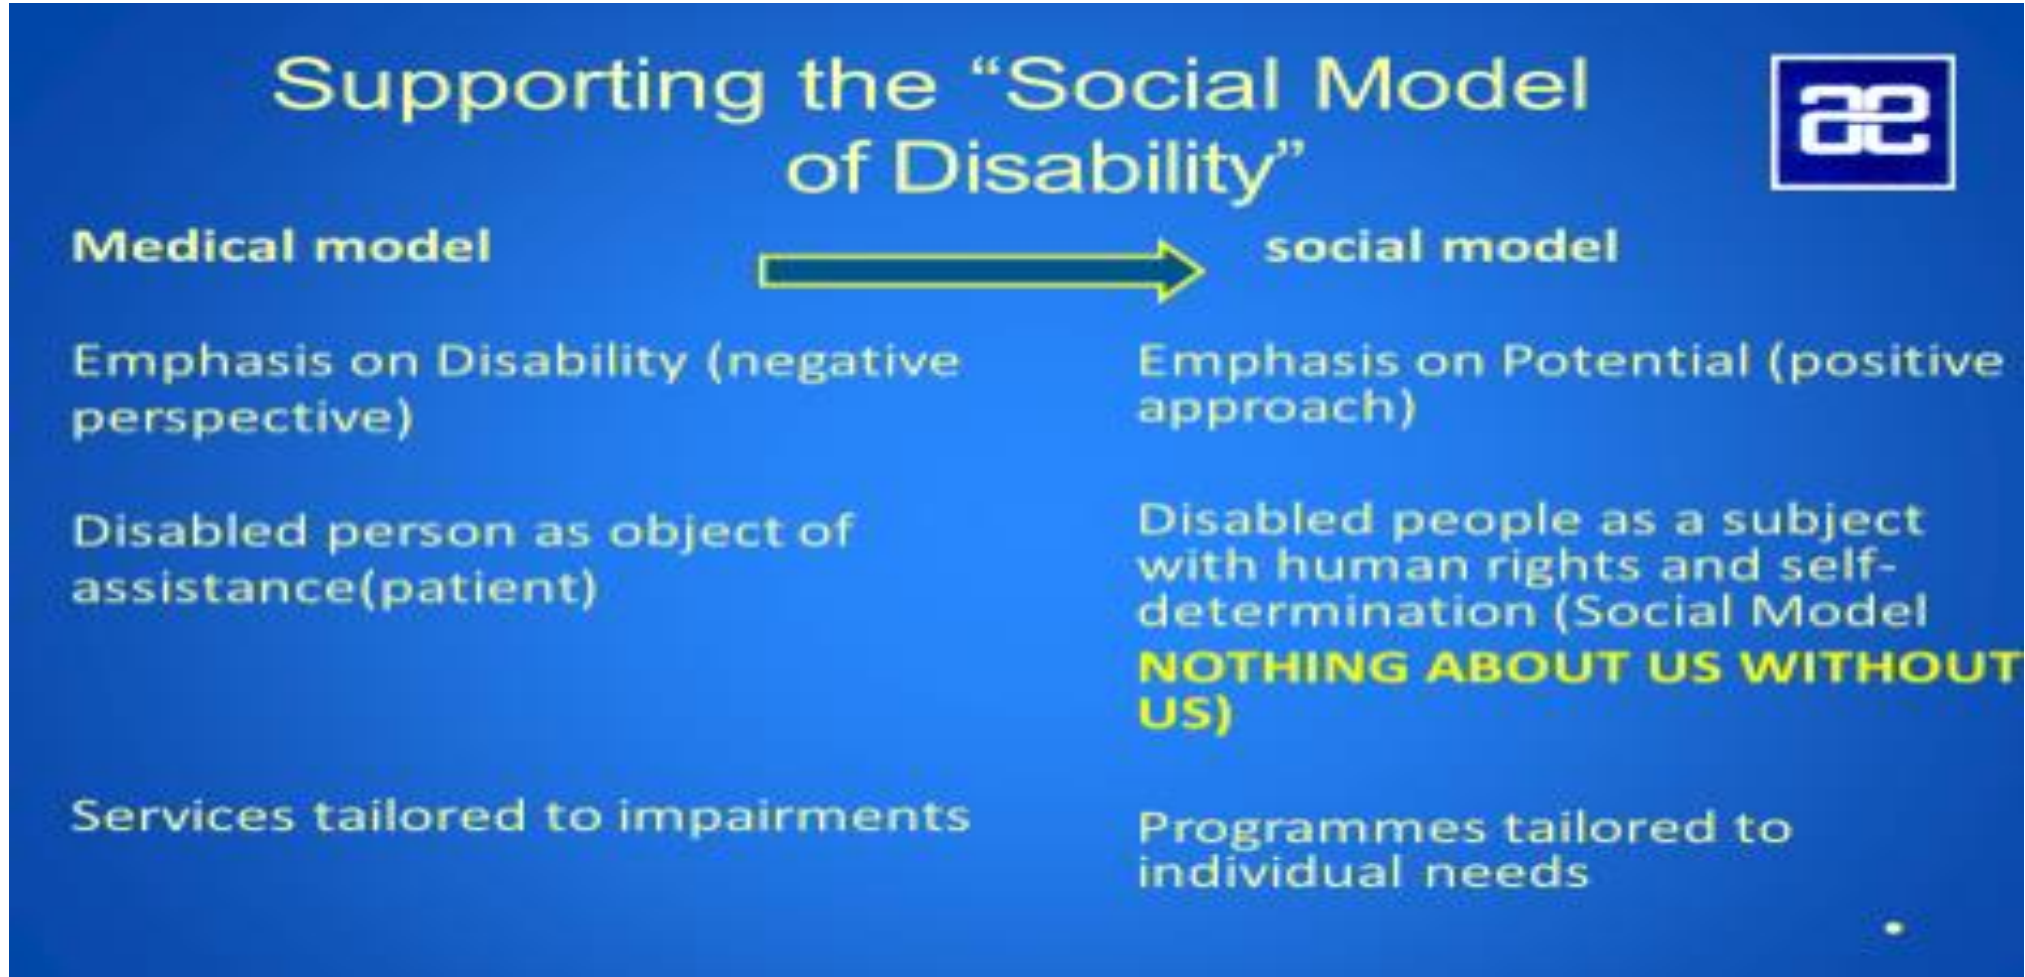 Supporting the “Social Model
of Disability”
ae
Medical model
social model
Emphasis on Disability (negative
perspective)
Emphasis on Potential (positive
approach)
Disabled person as object of
assistance(patient)
Disabled people as a subject
with human rights and self-
determination (Social Model
NOTHING ABOUT US WITHOUT
US)
Services tailored to impairments
Programmes tailored to
individual needs